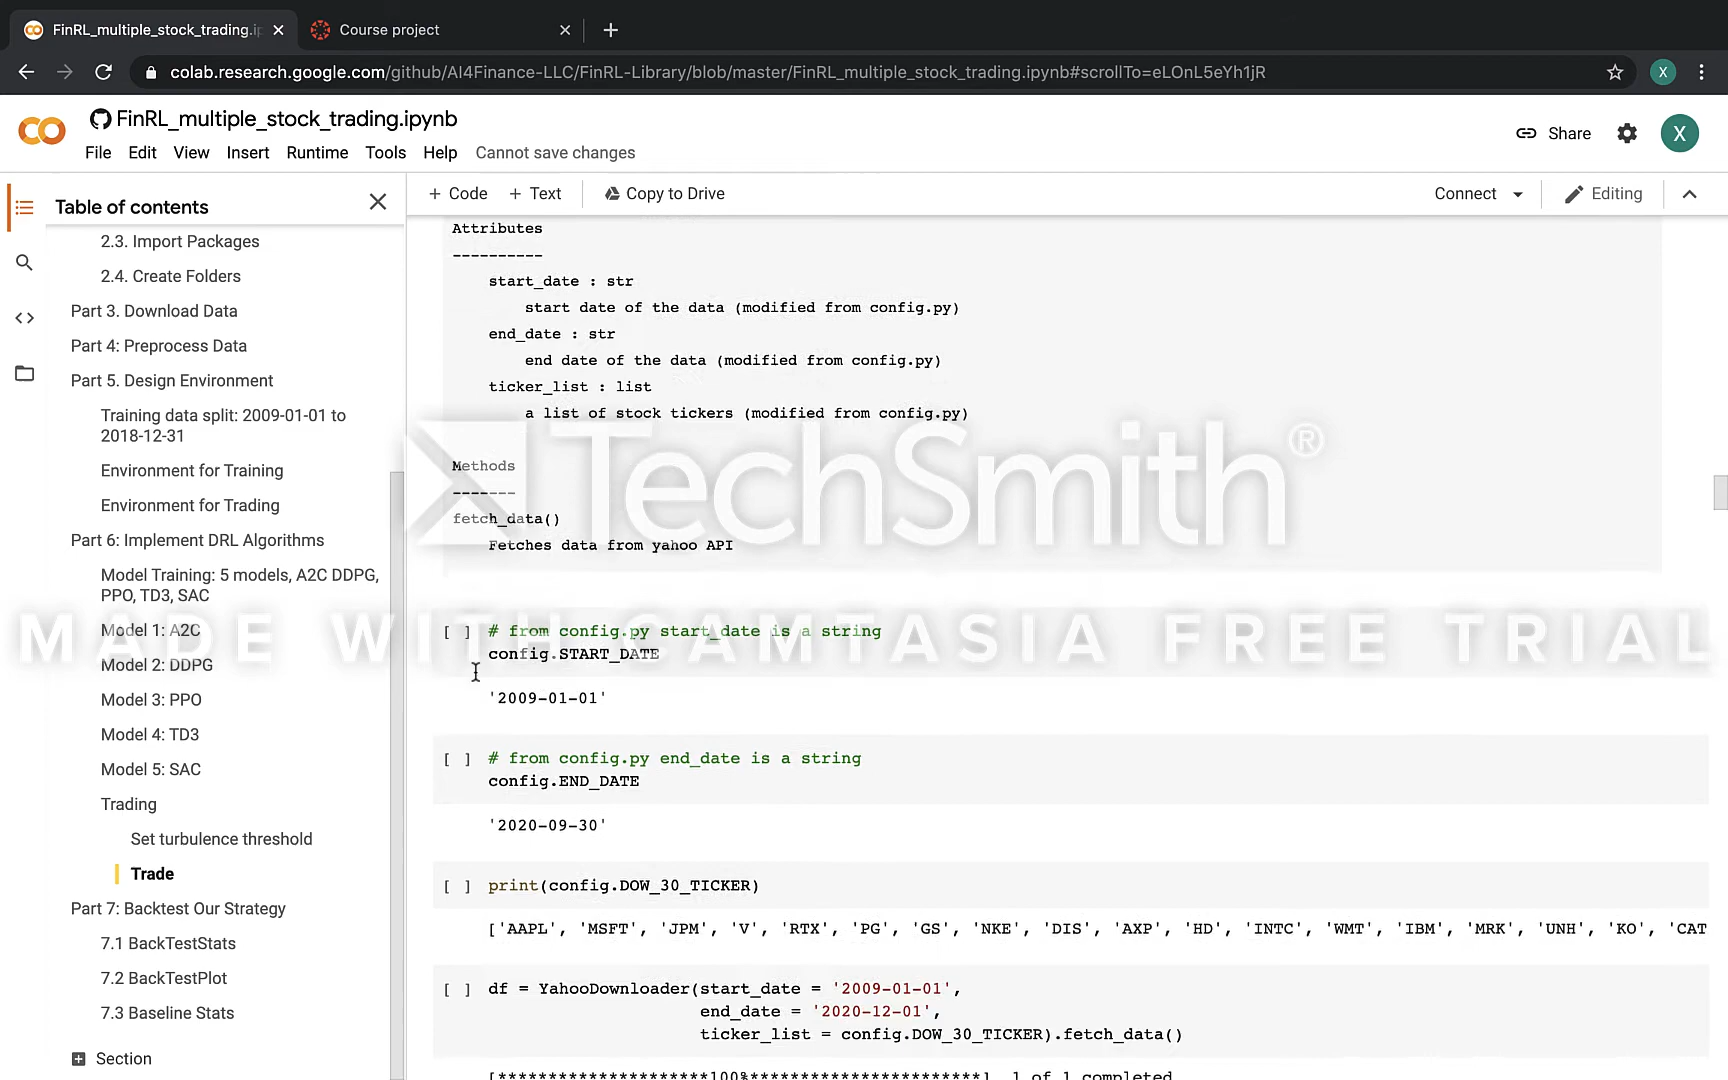 FinRL_multiple_stock_trading.ip
Course project
colab.research.google.com/github/AI4Finance-LLC/FinRL-Library/blob/master/FinRL_multiple_stock_trading.ipynb#scrollTo=eLOnL5eYh1jR
X
FinRL_multiple_stock_trading.ipynb
Share
X
File Edit View Insert Runtime Tools Help Cannot save changes
Table of contents
+ Code + Text Copy to Drive
Connect
Editing
2.3. Import Packages
2.4. Create Folders
Part 3. Download Data
Part 4: Preprocess Data
Part 5. Design Environment
Training data split: 2009-01-01 to
2018-12-31
Environment for Training
Environment for Trading
Part 6: Implement DRL Algorithms
Model Training: 5 models, A2C DDPG,
PPO, TD3, SAC
Model 1: A2C
Model 2: DDPG
Model 3: PPO
Model 4: TD3
Model 5: SAC
Trading
Set turbulence threshold
Trade
Part 7: Backtest Our Strategy
7.1 BackTestStats
7.2 BackTestPlot
7.3 Baseline Stats
Section
Attributes
----------
start_date : str
start date of the data (modified from config.py)
end_date : str
end date of the data (modified from config.py)
ticker_list : list
a list of stock tickers (modified from config.py)
Methods
-------
fetch_data()
Fetches data from yahoo API
[ ] # from config.py start_date is a string
config.START_DATE
'2009-01-01'
[ ] # from config.py end_date is a string
config.END_DATE
'2020-09-30'
[ ] print(config.DOW_30_TICKER)
['AAPL', 'MSFT', 'JPM', 'V', 'RTX', 'PG', 'GS', 'NKE', 'DIS', 'AXP', 'HD', 'INTC', 'WMT', 'IBM', 'MRK', 'UNH', 'KO', 'CAT
[ ] df = YahooDownloader(start_date = '2009-01-01',
end_date = '2020-12-01',
ticker_list = config.DOW_30_TICKER).fetch_data()
[*********************100%***********************] 1 of 1 completed
TechSmith®
MADE WITH CAMTASIA FREE TRIAL